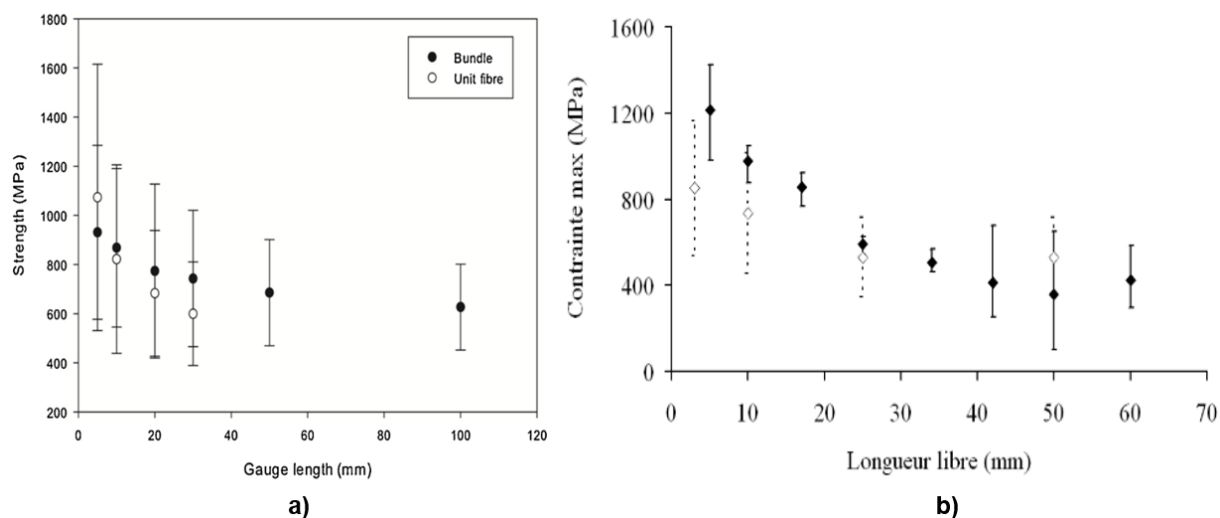 1800
1600
1400
1200
1000
800
600
400
200
Strength (MPa)
Bundle
Unit fibre
0 20 40 60 80 100 120
Gauge length (mm)
a)
1600
1200
800
400
0
Contrainte max (MPa)
0 10 20 30 40 50 60 70
Longueur libre (mm)
b)